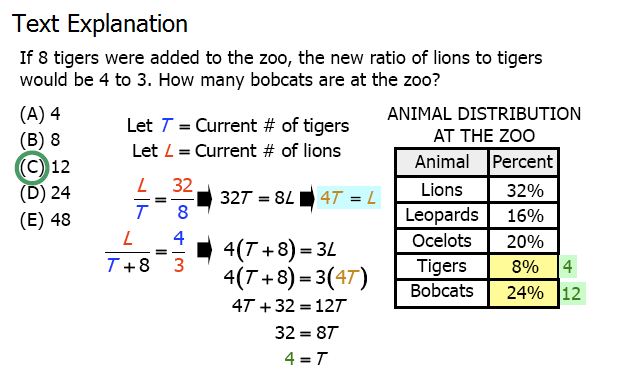 Text Explanation
If 8 tigers were added to the zoo, the new ratio of lions to tigers
would be 4 to 3. How many bobcats are at the zoo?
(A) 4
(B) 8
(C) 12
(D) 24
(E) 48
Let T = Current # of tigers
Let L = Current # of lions
L/T = 32/8 ➡ 32T = 8L ➡ 4T = L
L/(T+8) = 4/3 ➡ 4(T+8) = 3L
4(T+8) = 3(4T)
4T + 32 = 12T
32 = 8T
4 = T
ANIMAL DISTRIBUTION
AT THE ZOO
Animal Percent
Lions 32%
Leopards 16%
Ocelots 20%
Tigers 8% 4
Bobcats 24% 12